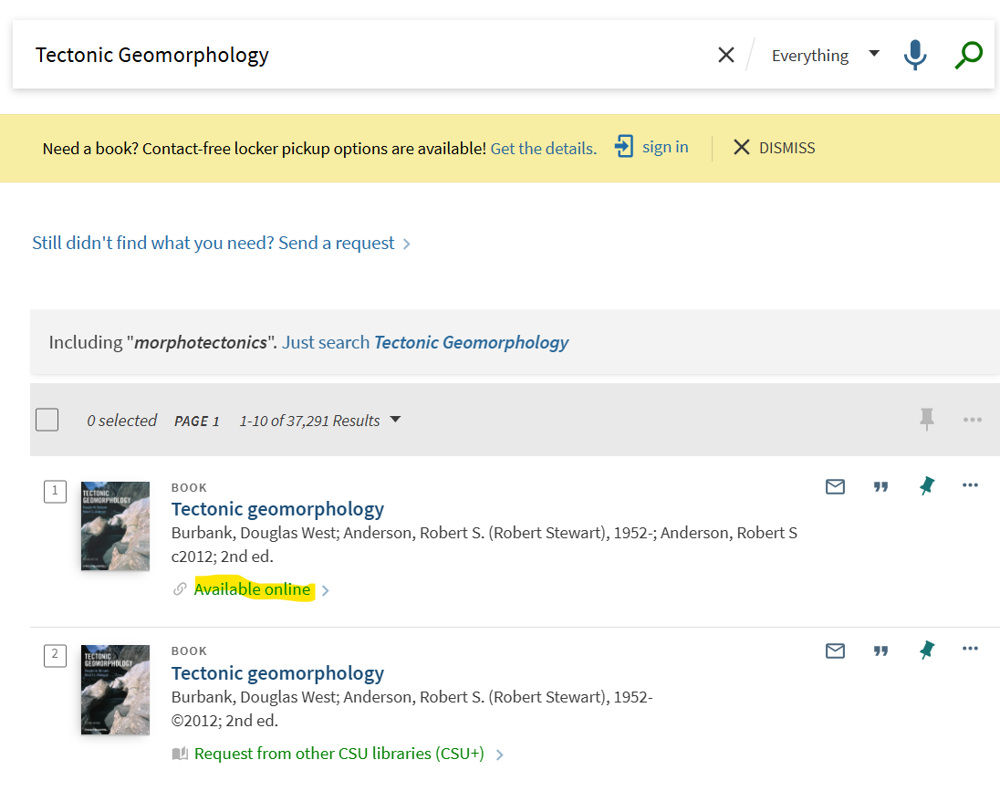 Tectonic Geomorphology
Everything
Need a book? Contact-free locker pickup options are available! Get the details. sign in DISMISS
Still didn't find what you need? Send a request
Including "morphotectonics". Just search Tectonic Geomorphology
0 selected PAGE 1 1-10 of 37,291 Results
1
TECTONIC
GEOMORPHOLOGY
BOOK
Tectonic geomorphology
Burbank, Douglas West; Anderson, Robert S. (Robert Stewart), 1952-; Anderson, Robert S
c2012; 2nd ed.
Available online
2
TECTONIC
GEOMORPHOLOGY
BOOK
Tectonic geomorphology
Burbank, Douglas West; Anderson, Robert S. (Robert Stewart), 1952-
©2012; 2nd ed.
Request from other CSU libraries (CSU+)